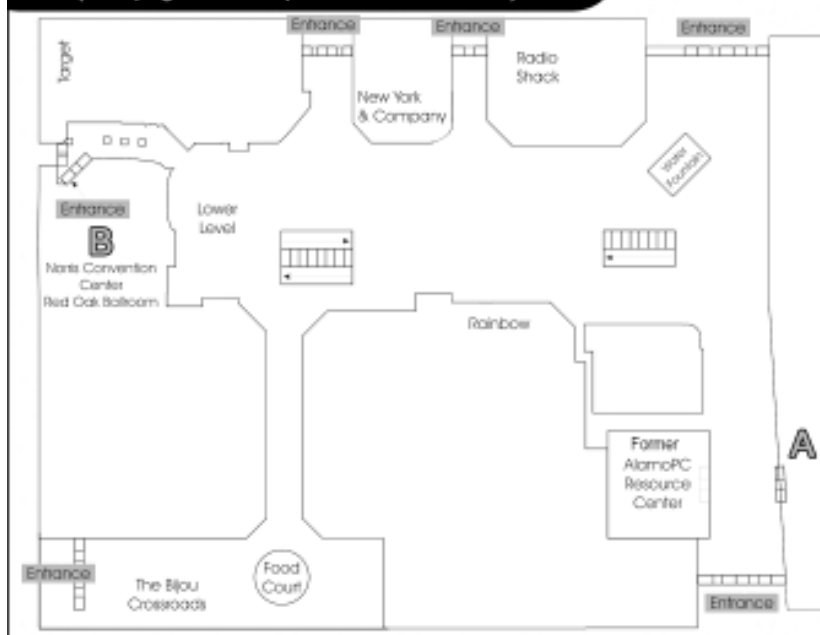 Entrance
Entrance
Entrance
Target
Radio
Shack
New York
& Company
Water
Fountain
Entrance
Lower
Level
B
Norris Convention
Center
Red Oak Ballroom
Rainbow
Former
AlamoPC
Resource
Center
A
Entrance
The Bijou
Crossroads
Food
Court
Entrance